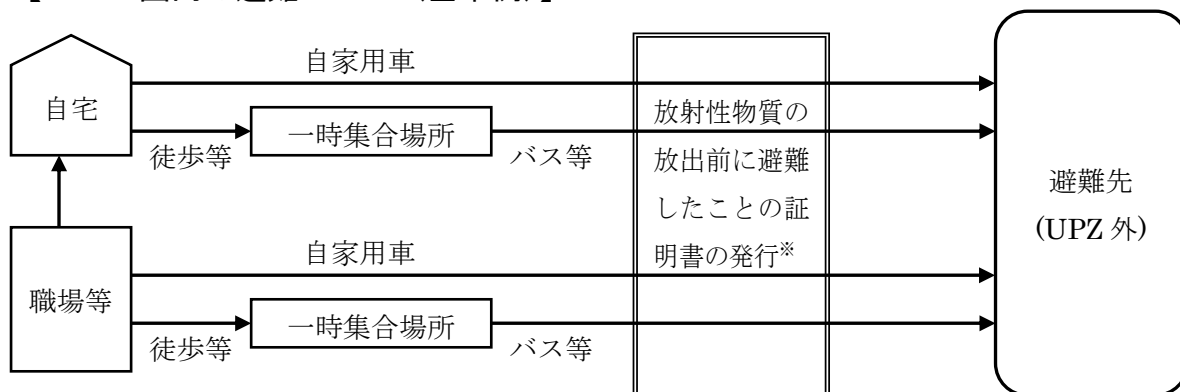 自家用車
自宅
一時集合場所
徒歩等
バス等
放射性物質の
放出前に避難
したことの証
明書の発行※
避難先
(UPZ 外)
自家用車
職場等
一時集合場所
徒歩等
バス等